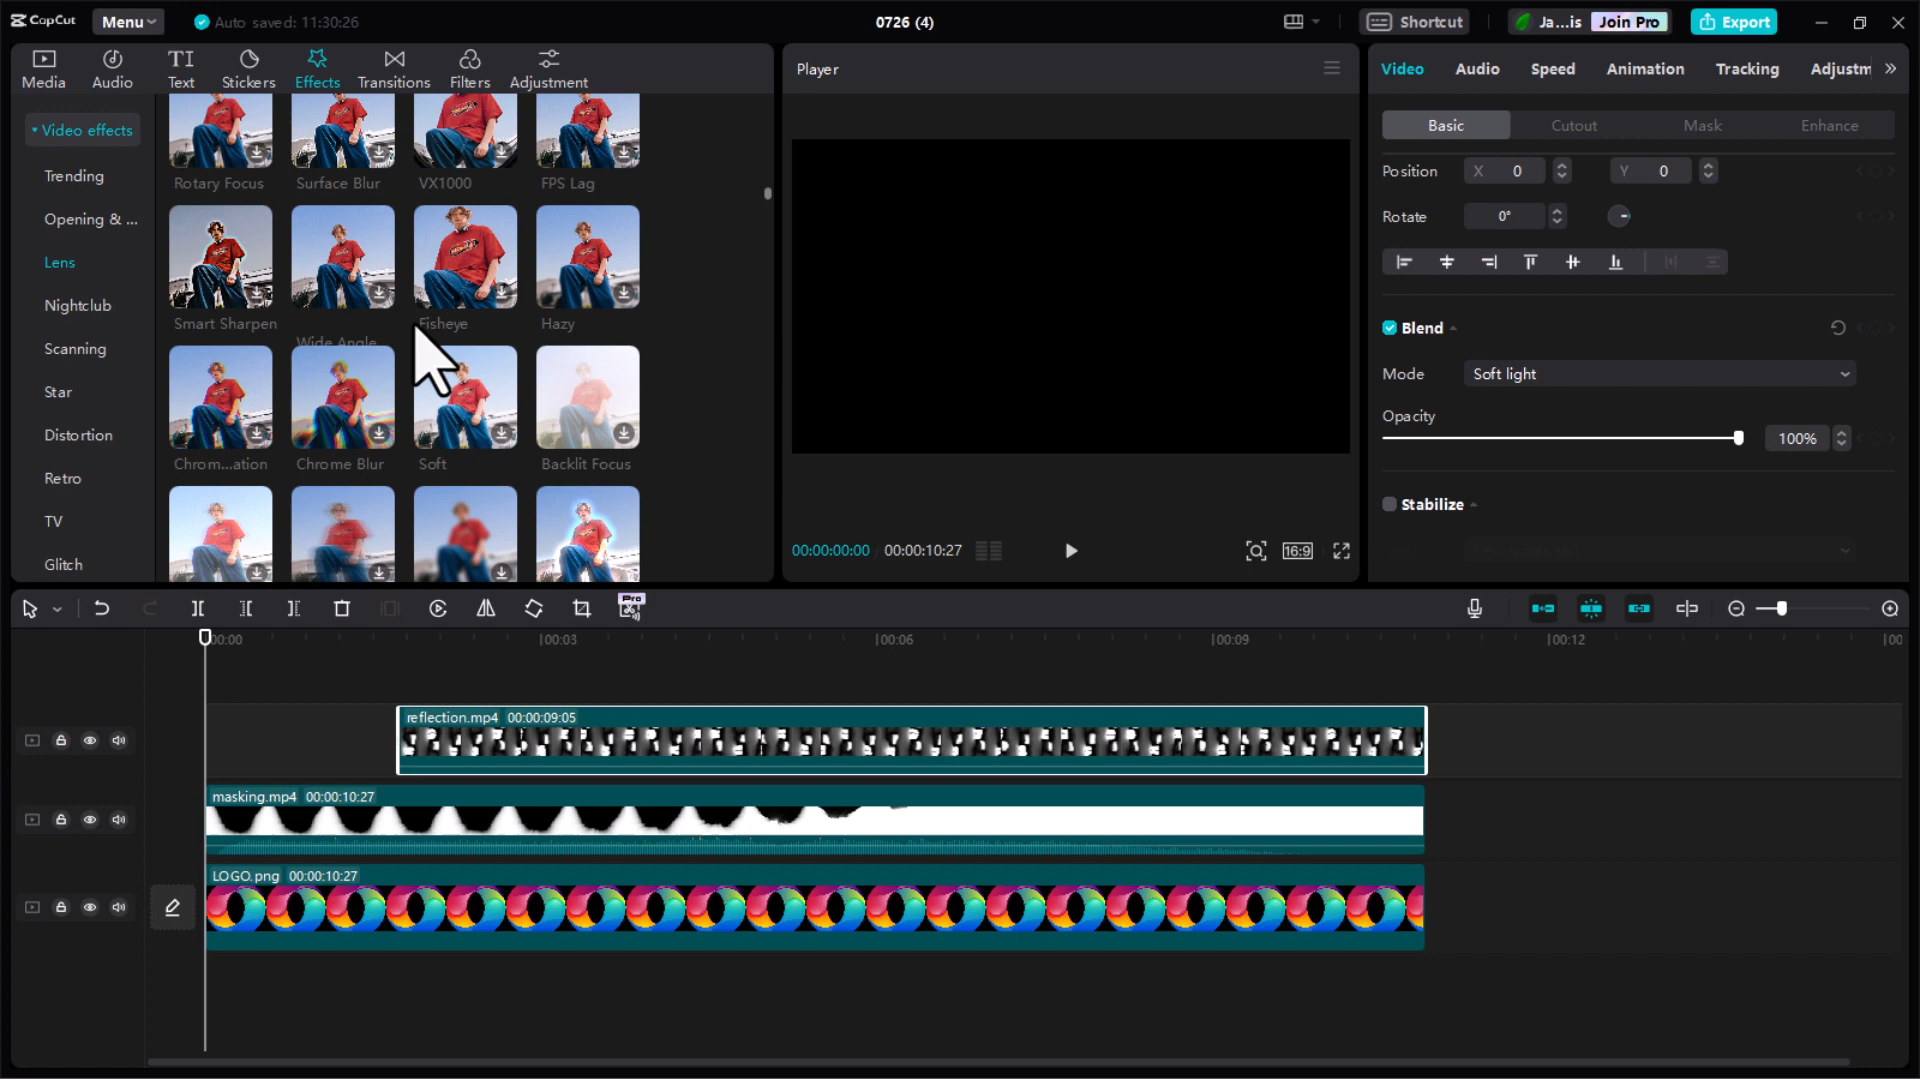 CapCut
Menu
Auto saved: 11:30:26
0726 (4)
Shortcut
Ja...is
Join Pro
Export
Media
Audio
Text
Stickers
Effects
Transitions
Filters
Adjustment
Player
Video
Audio
Speed
Animation
Tracking
Adjustm
Video effects
Trending
Opening & ...
Lens
Nightclub
Scanning
Star
Distortion
Retro
TV
Glitch
Rotary Focus
Surface Blur
VX1000
FPS Lag
Smart Sharpen
Wide Angle
Fisheye
Hazy
Chrom...ation
Chrome Blur
Soft
Backlit Focus
Basic
Cutout
Mask
Enhance
Position
X 0
Y 0
Rotate
0°
Blend
Mode
Soft light
Opacity
100%
Stabilize
00:00:00:00
00:00:10:27
16:9
Pro
00:00
00:03
00:06
00:09
00:12
00
reflection.mp4 00:00:09:05
masking.mp4 00:00:10:27
LOGO.png 00:00:10:27